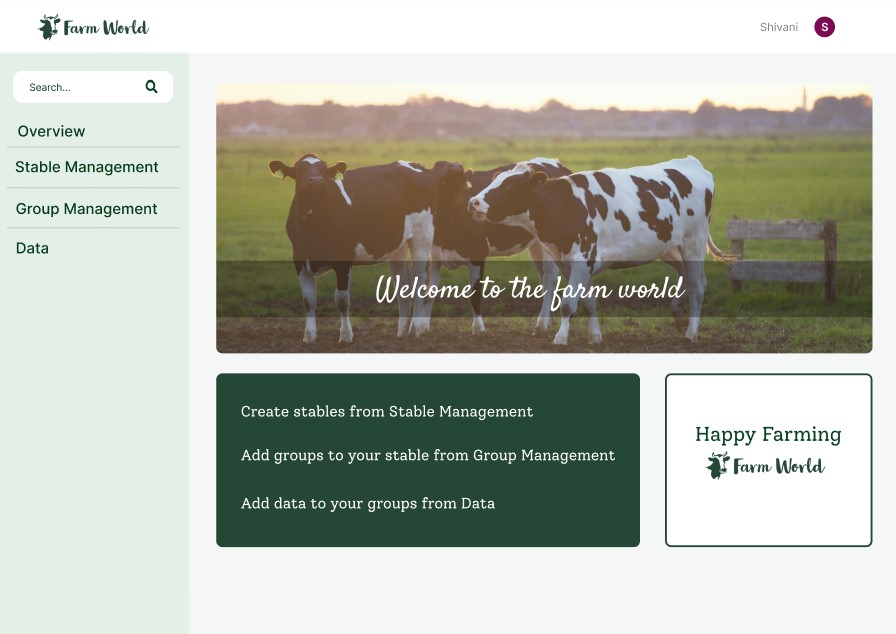 Farm World
Shivani
S
Search...
Overview
Stable Management
Group Management
Data
Welcome to the farm world
Create stables from Stable Management
Add groups to your stable from Group Management
Add data to your groups from Data
Happy Farming
Farm World